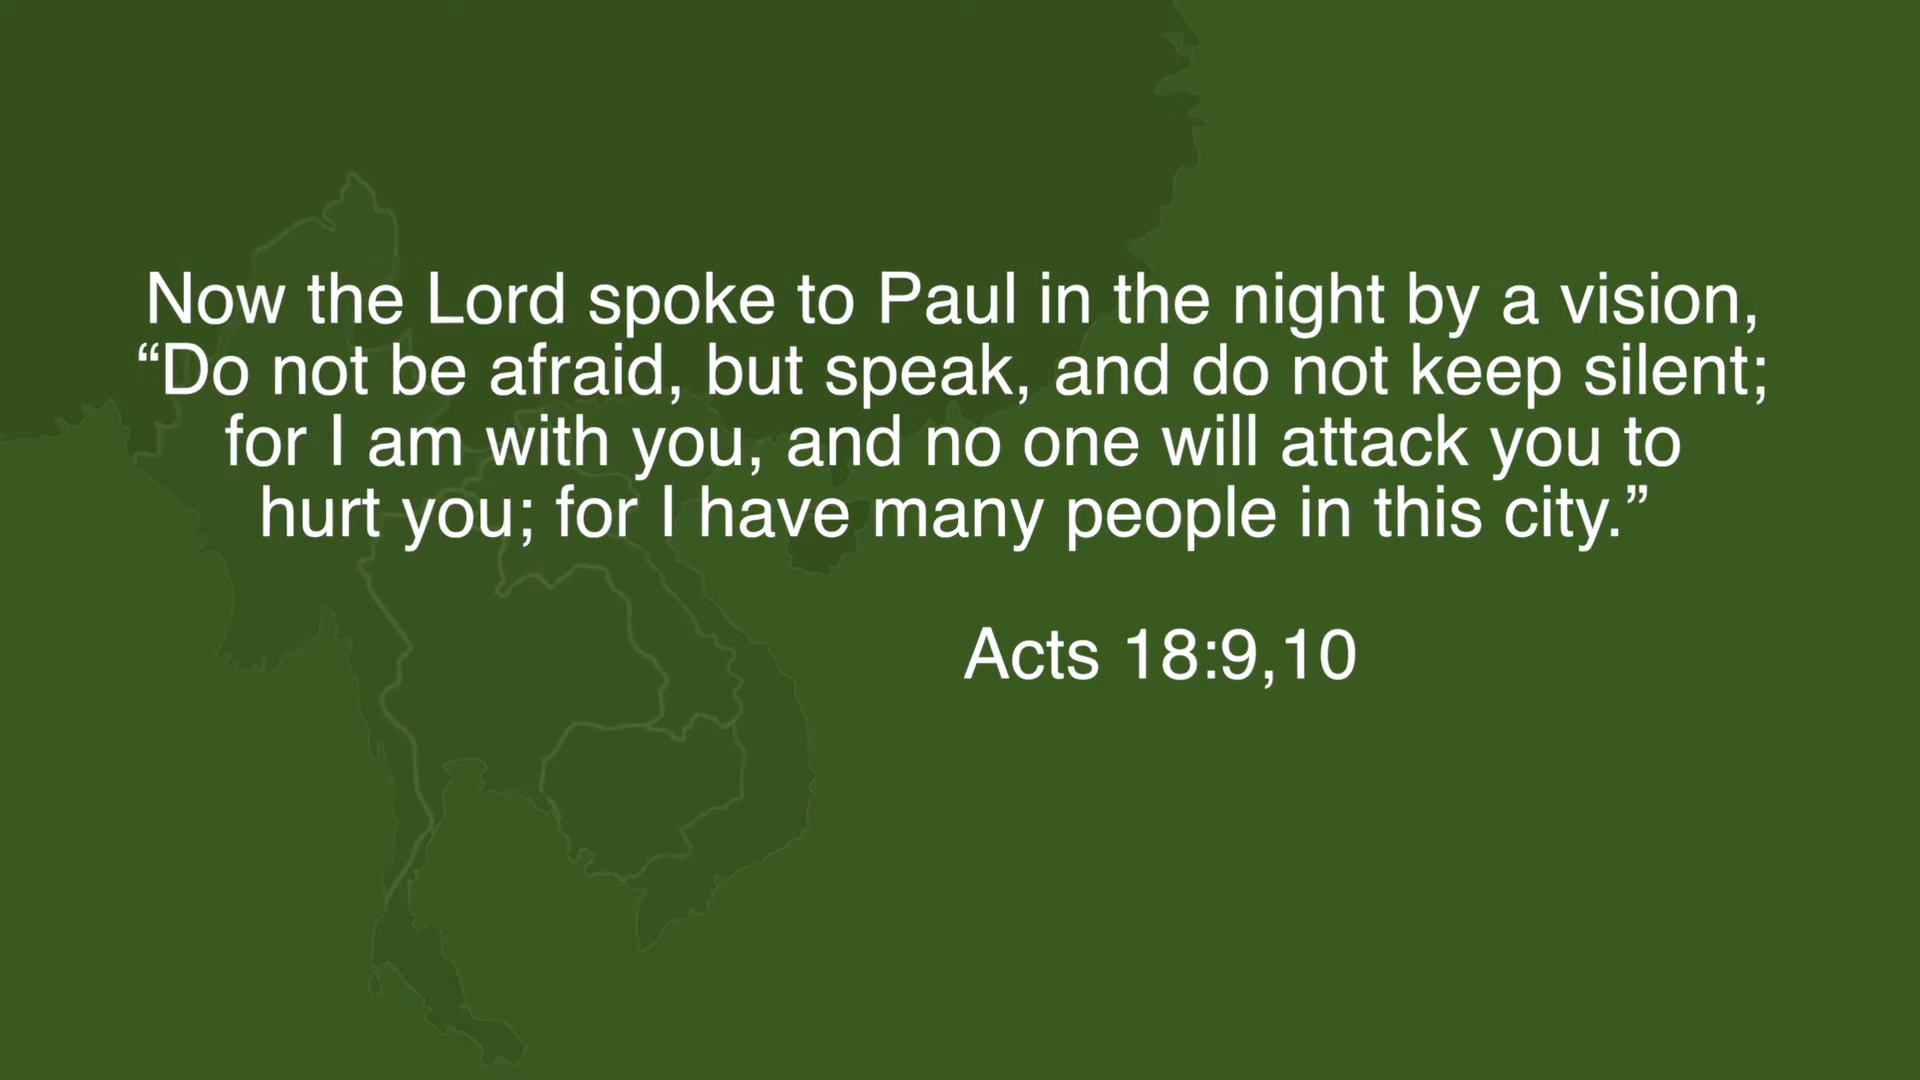 Now the Lord spoke to Paul in the night by a vision,
“Do not be afraid, but speak, and do not keep silent;
for I am with you, and no one will attack you to
hurt you; for I have many people in this city.”
Acts 18:9,10